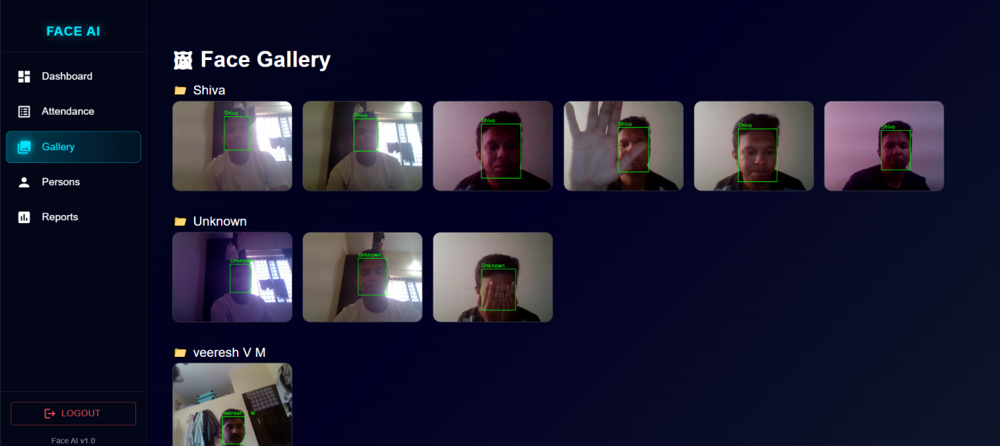 FACE AI
Dashboard
Attendance
Gallery
Persons
Reports
LOGOUT
Face AI v1.0
Face Gallery
Shiva
Shiva
Shiva
Shiva
Shiva
Shiva
Shiva
Unknown
Unknown
Unknown
Unknown
veeresh V M
veeresh V M